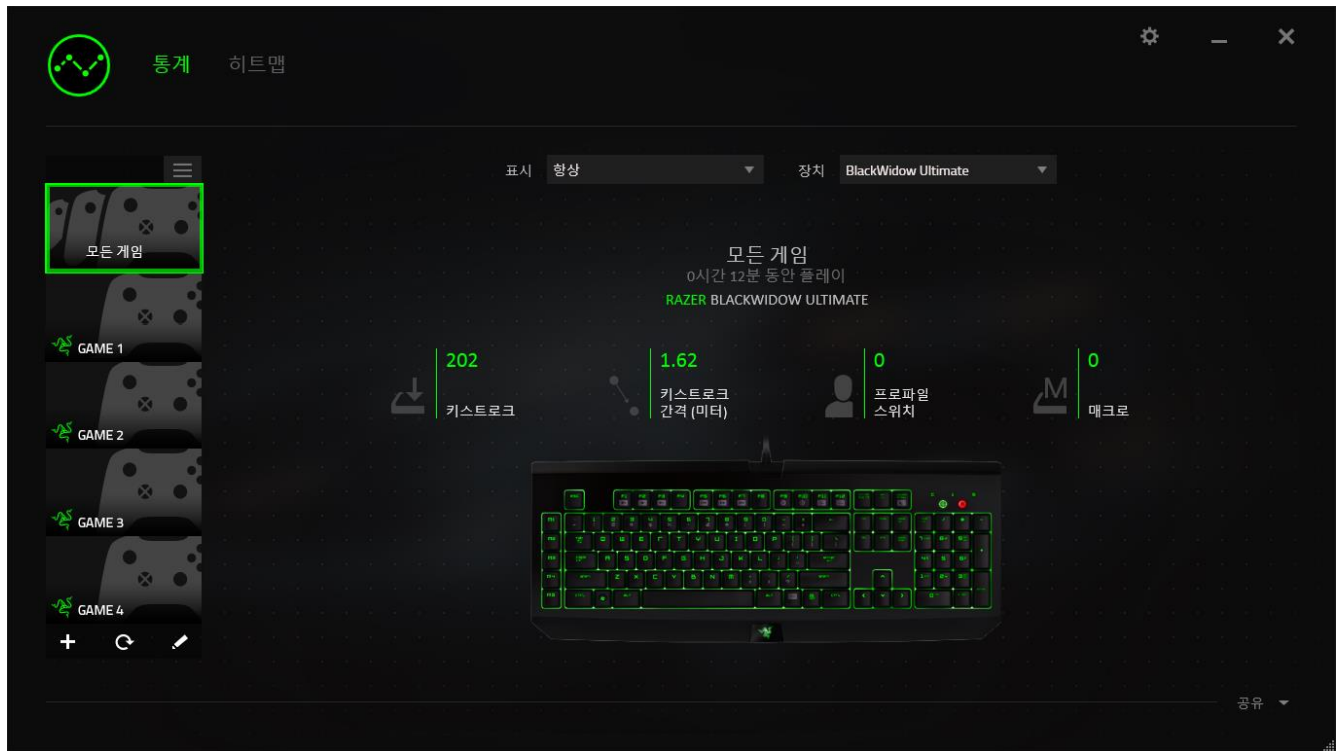 통계 히트맵
표시 항상 장치 BlackWidow Ultimate
모든 게임
GAME 1
GAME 2
GAME 3
GAME 4
모든 게임
0시간 12분 동안 플레이
RAZER BLACKWIDOW ULTIMATE
202
키스트로크
1.62
키스트로크
간격 (미터)
0
프로파일
스위치
M
0
매크로
공유